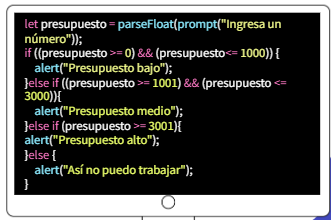 let presupuesto = parseFloat(prompt("Ingresa un
número"));
if ((presupuesto >= 0) && (presupuesto<= 1000)) {
alert("Presupuesto bajo");
}else if ((presupuesto >= 1001) && (presupuesto <=
3000)){
alert("Presupuesto medio");
}else if (presupuesto >= 3001){
alert("Presupuesto alto");
}else {
alert("Así no puedo trabajar");
}